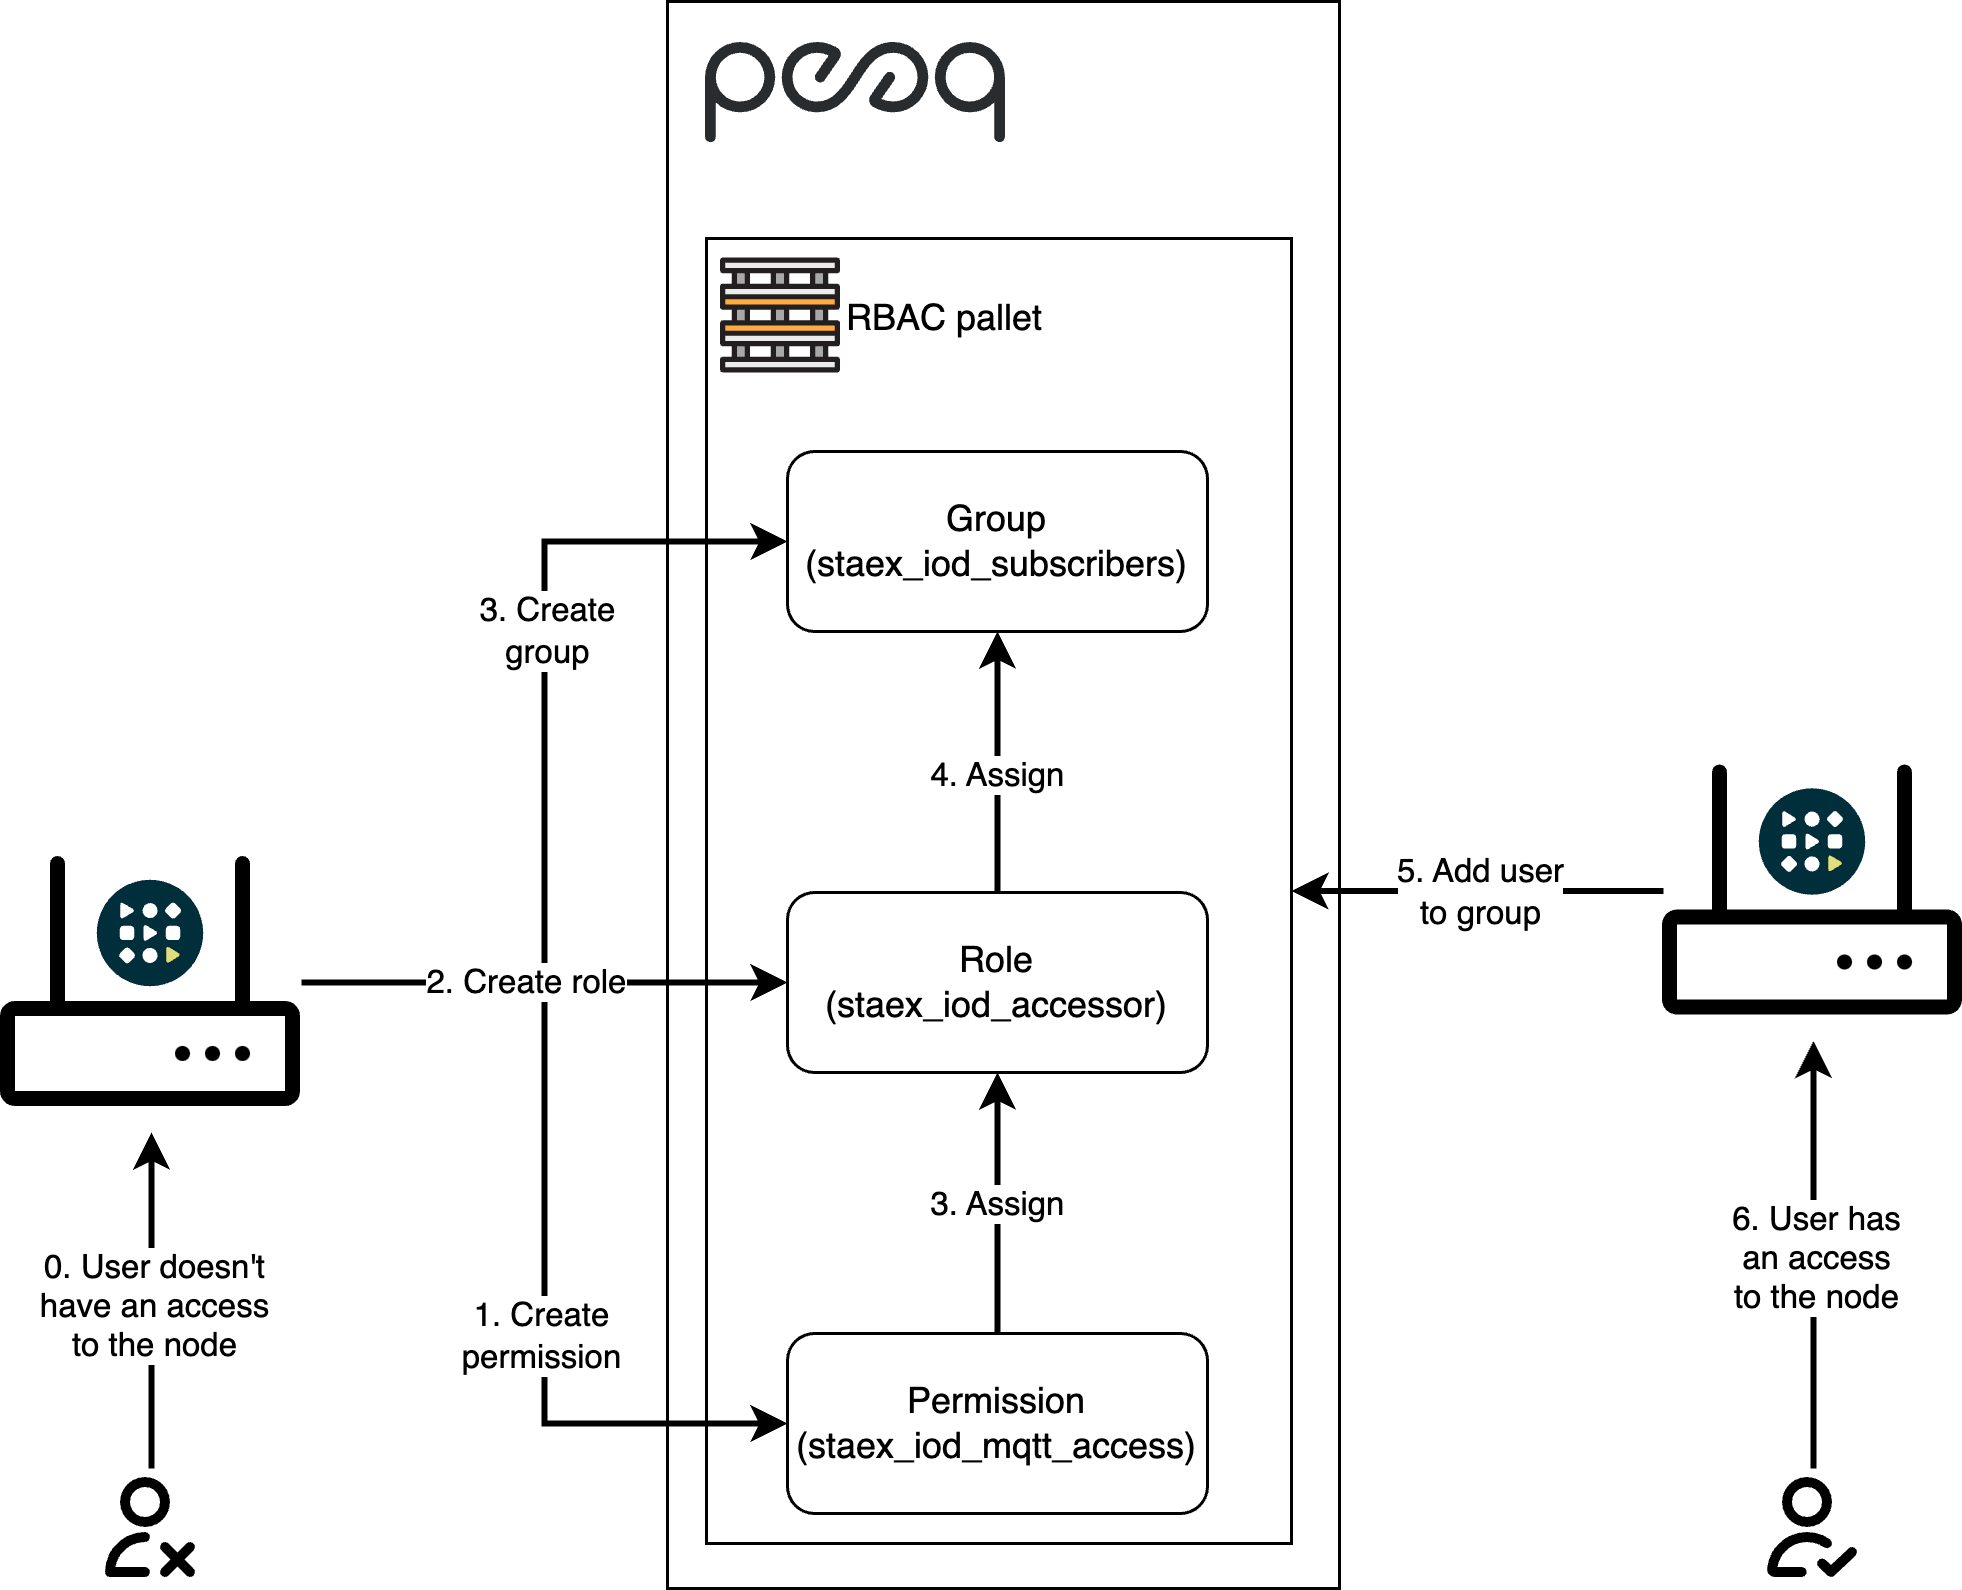 peaq
RBAC pallet
Group
(staex_iod_subscribers)
3. Create
group
4. Assign
5. Add user
to group
2. Create role
Role
(staex_iod_accessor)
3. Assign
0. User doesn't
have an access
to the node
6. User has
an access
to the node
1. Create
permission
Permission
(staex_iod_mqtt_access)